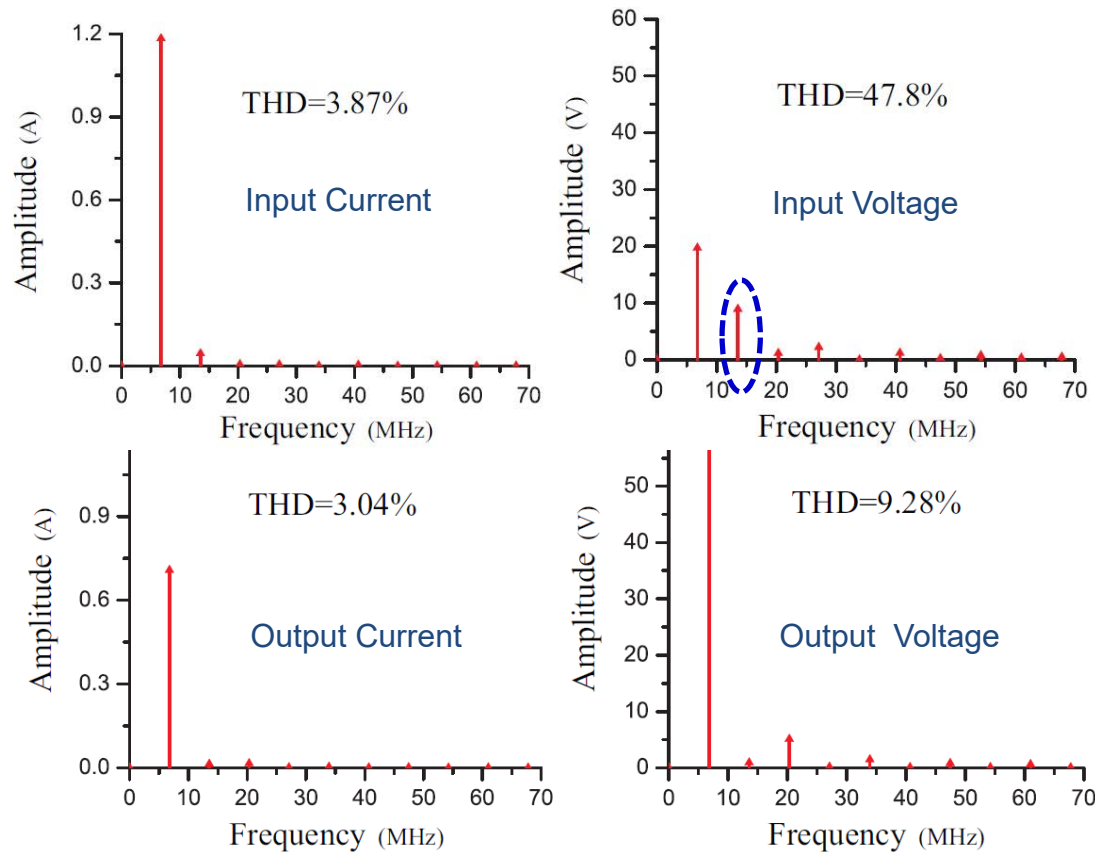 1.2
0.9
0.6
0.3
0.0
Amplitude (A)
THD=3.87%
Input Current
0 10 20 30 40 50 60 70
Frequency (MHz)
60
50
40
30
20
10
0
Amplitude (V)
THD=47.8%
Input Voltage
0 10 20 30 40 50 60 70
Frequency (MHz)
0.9
0.6
0.3
0.0
Amplitude (A)
THD=3.04%
Output Current
0 10 20 30 40 50 60 70
Frequency (MHz)
50
40
30
20
10
0
Amplitude (V)
THD=9.28%
Output Voltage
0 10 20 30 40 50 60 70
Frequency (MHz)